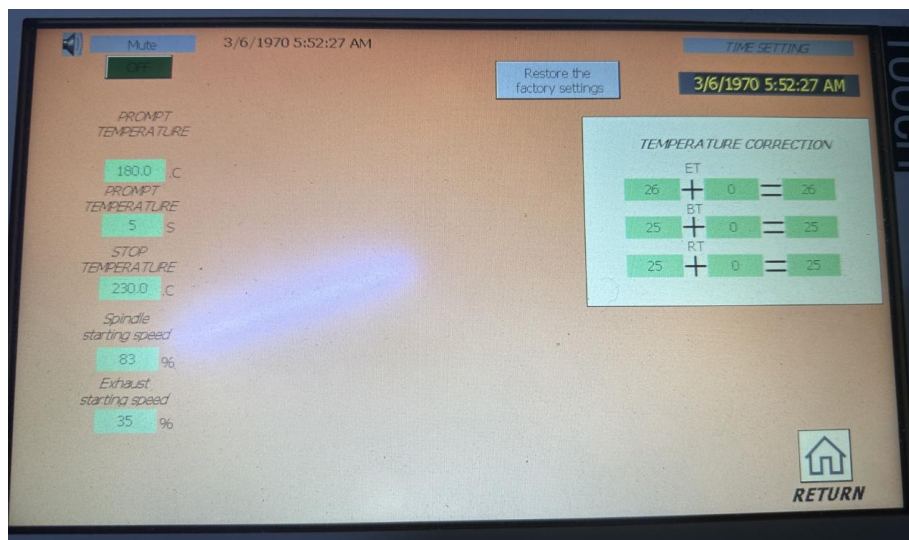 Mute
3/6/1970 5:52:27 AM
TIME SETTING
OFF
Restore the
factory settings
3/6/1970 5:52:27 AM
PROMPT
TEMPERATURE
180.0 .C
PROMPT
TEMPERATURE
5 S
STOP
TEMPERATURE
230.0 .C
Spindle
starting speed
83 %
Exhaust
starting speed
35 %
TEMPERATURE CORRECTION
ET
26 + 0 = 26
BT
25 + 0 = 25
RT
25 + 0 = 25
RETURN
TOUCH